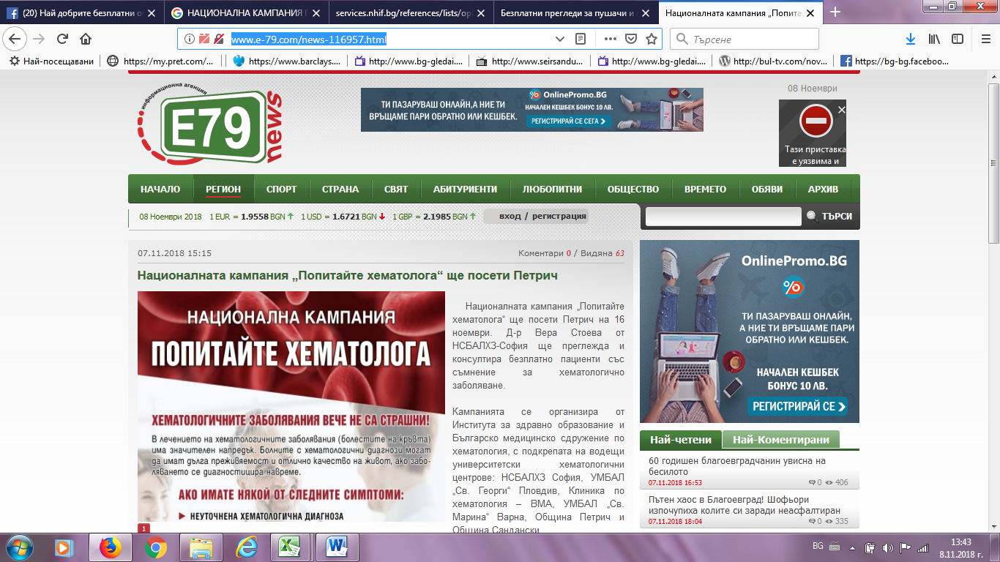 (20) Най добрите безплатни о
НАЦИОНАЛНА КАМПАНИЯ
services.nhif.bg/references/lists/op
Безплатни прегледи за пушачи и
Националната кампания „Попита
www.e-79.com/news-116957.html
Търсене
Най-посещавани
https://my.pret.com/...
https://www.barclays....
http://www.bg-gledai....
http://www.seirsandu...
http://www.bg-gledai....
http://bul-tv.com/nov...
https://bg-bg.faceboo...
информационна агенция
E79
news
OnlinePromo.BG
ТИ ПАЗАРУВАШ ОНЛАЙН,А НИЕ ТИ
ВРЪЩАМЕ ПАРИ ОБРАТНО ИЛИ КЕШБЕК.
НАЧАЛЕН КЕШБЕК БОНУС 10 ЛВ.
РЕГИСТРИРАЙ СЕ СЕГА
08 Ноември
Тази приставка
е уязвима и
НАЧАЛО РЕГИОН СПОРТ СТРАНА СВЯТ АБИТУРИЕНТИ ЛЮБОПИТНИ ОБЩЕСТВО ВРЕМЕТО ОБЯВИ АРХИВ
08 Ноември 2018 1 EUR = 1.9558 BGN 1 USD = 1.6721 BGN 1 GBP = 2.1985 BGN вход / регистрация
ТЪРСИ
07.11.2018 15:15
Коментари 0 / Видяна 63
Националната кампания „Попитайте хематолога“ ще посети Петрич
НАЦИОНАЛНА КАМПАНИЯ
ПОПИТАЙТЕ ХЕМАТОЛОГА
ХЕМАТОЛОГИЧНИТЕ ЗАБОЛЯВАНИЯ ВЕЧЕ НЕ СА СТРАШНИ!
В лечението на хематологичните заболявания (болестите на кръвта)
има значителен напредък. Болните с хематологични диагнози могат
да имат дълга преживяемост и отлично качество на живот, ако забо-
ляването се диагностицира навреме.
АКО ИМАТЕ НЯКОЙ ОТ СЛЕДНИТЕ СИМПТОМИ:
НЕУТОЧНЕНА ХЕМАТОЛОГИЧНА ДИАГНОЗА
1
Националната кампания „Попитайте
хематолога“ ще посети Петрич на 16
ноември. Д-р Вера Стоева от
НСБАЛХЗ-София ще преглежда и
консултира безплатно пациенти със
съмнение за хематологично
заболяване.
Кампанията се организира от
Института за здравно образование и
Българско медицинско сдружение по
хематология, с подкрепата на водещи
университетски хематологични
центрове: НСБАЛХЗ София, УМБАЛ
„Св. Георги“ Пловдив, Клиника по
хематология – ВМА, УМБАЛ „Св.
Марина“ Варна, Община Петрич и
Община Сандански.
OnlinePromo.BG
%
ТИ ПАЗАРУВАШ ОНЛАЙН,
А НИЕ ТИ ВРЪЩАМЕ ПАРИ
ОБРАТНО ИЛИ КЕШБЕК.
НАЧАЛЕН КЕШБЕК
БОНУС 10 ЛВ.
РЕГИСТРИРАЙ СЕ
Най-четени
Най-Коментирани
60 годишен благоевградчанин увисна на
бесилото
07.11.2018 16:53
0 406
Пътен хаос в Благоевград! Шофьори
изпочупиха колите си заради неасфалтиран
07.11.2018 18:04
0 335
BG
13:43
8.11.2018 г.